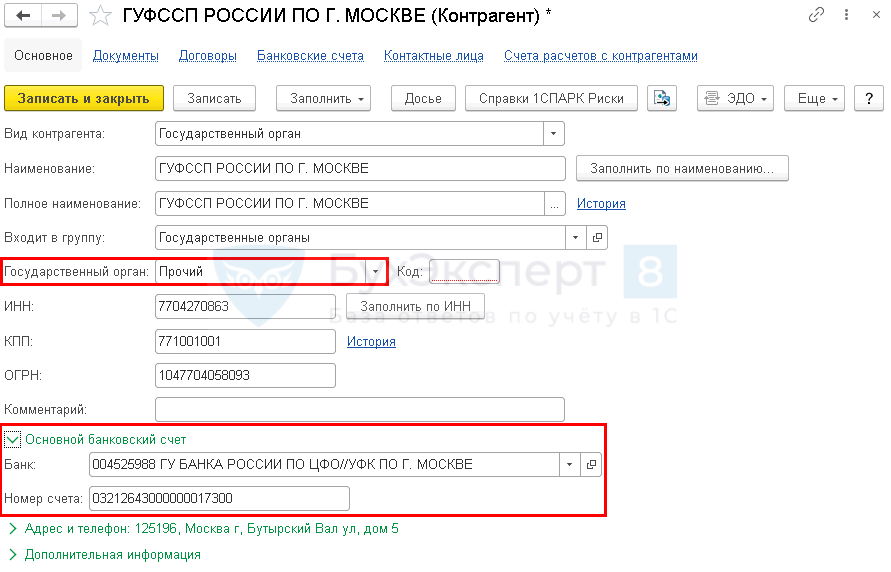 ГУФССП РОССИИ ПО Г. МОСКВЕ (Контрагент) *
Основное Документы Договоры Банковские счета Контактные лица Счета расчетов с контрагентами
Записать и закрыть Записать Заполнить Досье Справки 1СПАРК Риски ЭДО Еще ?
Вид контрагента: Государственный орган
Наименование: ГУФССП РОССИИ ПО Г. МОСКВЕ Заполнить по наименованию...
Полное наименование: ГУФССП РОССИИ ПО Г. МОСКВЕ ... История
Входит в группу: Государственные органы
Государственный орган: Прочий Код:
БухЭксперт 8
ИНН: 7704270863 Заполнить по ИНН
База ответов по учёту в 1С
КПП: 771001001 История
ОГРН: 1047704058093
Комментарий:
Основной банковский счет
Банк: 004525988 ГУ БАНКА РОССИИ ПО ЦФО//УФК ПО Г. МОСКВЕ
Номер счета: 03212643000000017300
Адрес и телефон: 125196, Москва г, Бутырский Вал ул, дом 5
Дополнительная информация